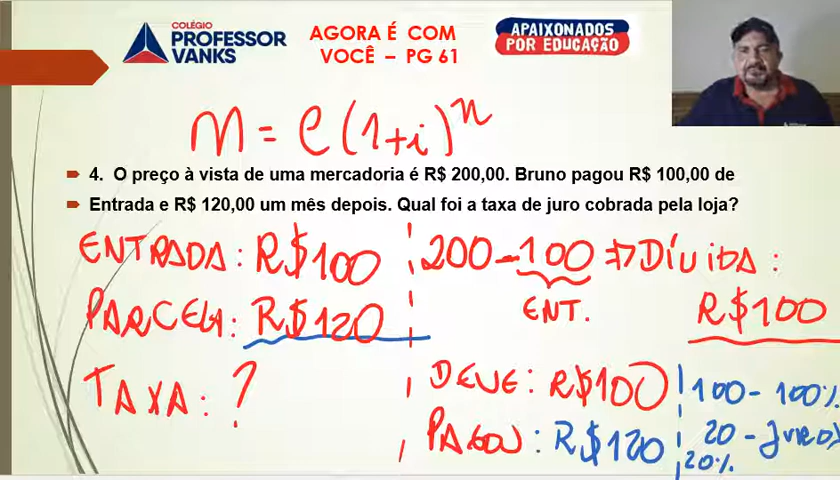 COLÉGIO
PROFESSOR
VANKS
AGORA É COM
VOCÊ – PG 61
APAIXONADOS
POR EDUCAÇÃO
M = C (1+i)^n
4. O preço à vista de uma mercadoria é R$ 200,00. Bruno pagou R$ 100,00 de
Entrada e R$ 120,00 um mês depois. Qual foi a taxa de juro cobrada pela loja?
ENTRADA: R$100
PARCELA: R$120
TAXA: ?
200 - 100 => DÍVIDA:
ENT.
R$100
DEVE: R$100
PAGOU: R$120
100 - 100%
20 - JUROS
20%